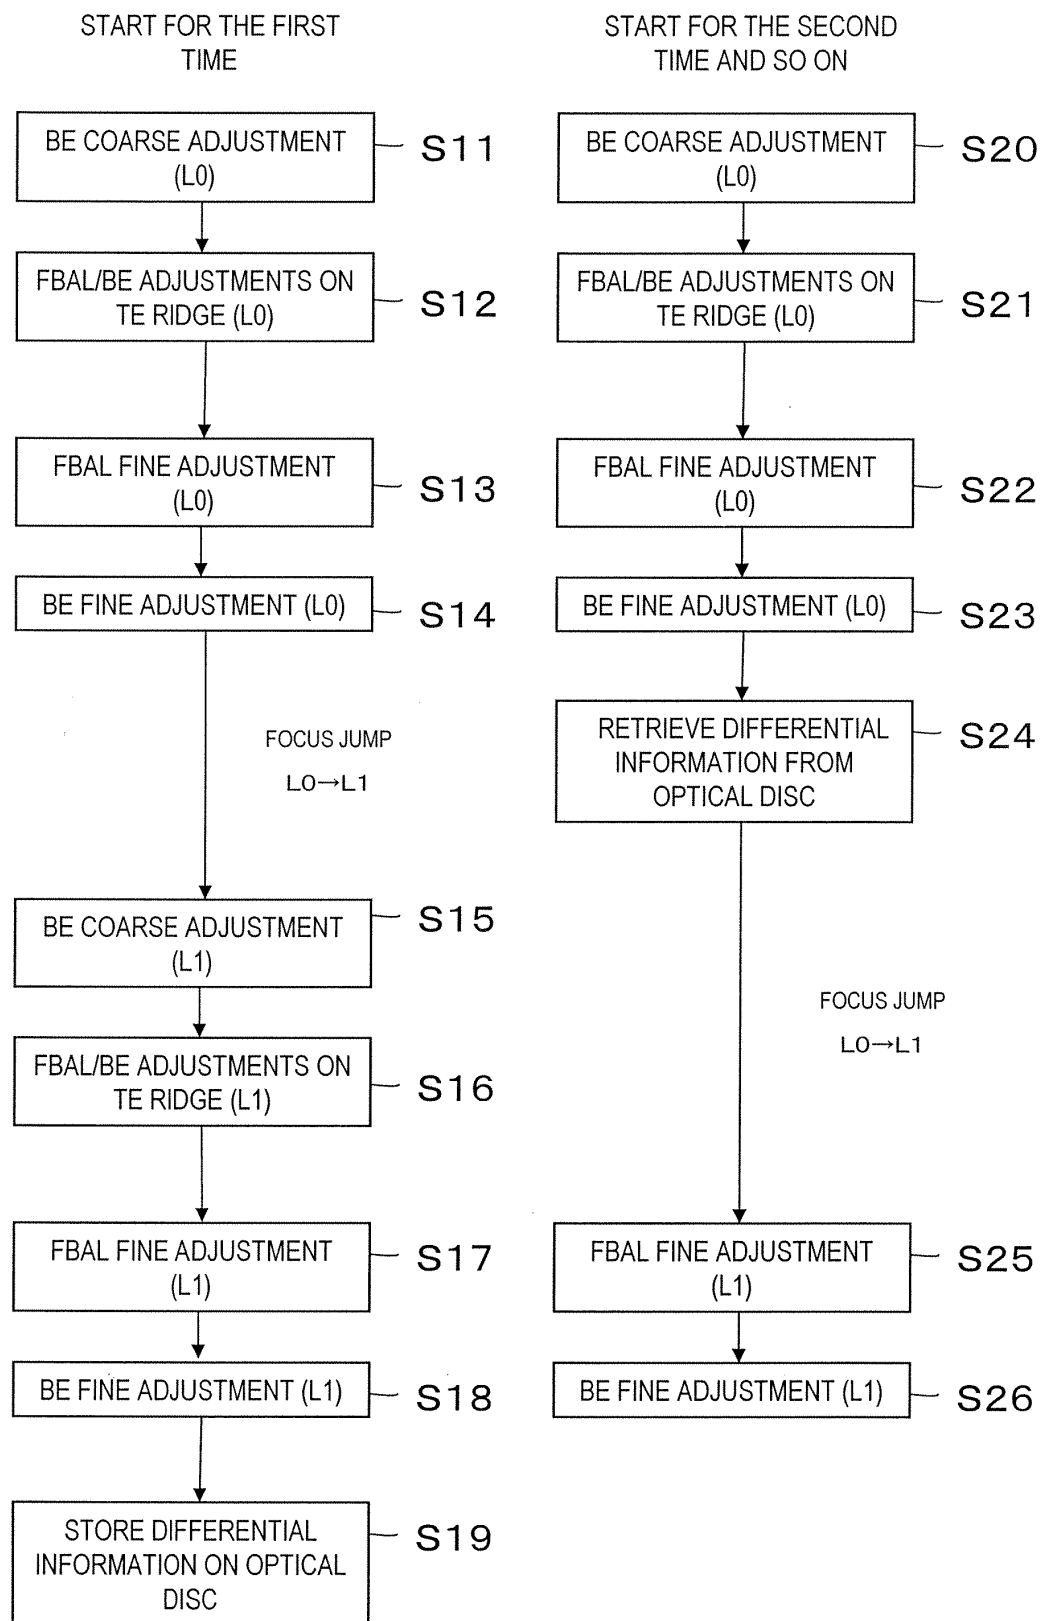 START FOR THE FIRST
TIME
BE COARSE ADJUSTMENT
(L0)
S11
FBAL/BE ADJUSTMENTS ON
TE RIDGE (L0)
S12
FBAL FINE ADJUSTMENT
(L0)
S13
BE FINE ADJUSTMENT (L0)
S14
FOCUS JUMP
L0→L1
BE COARSE ADJUSTMENT
(L1)
S15
FBAL/BE ADJUSTMENTS ON
TE RIDGE (L1)
S16
FBAL FINE ADJUSTMENT
(L1)
S17
BE FINE ADJUSTMENT (L1)
S18
STORE DIFFERENTIAL
INFORMATION ON OPTICAL
DISC
S19
START FOR THE SECOND
TIME AND SO ON
BE COARSE ADJUSTMENT
(L0)
S20
FBAL/BE ADJUSTMENTS ON
TE RIDGE (L0)
S21
FBAL FINE ADJUSTMENT
(L0)
S22
BE FINE ADJUSTMENT (L0)
S23
RETRIEVE DIFFERENTIAL
INFORMATION FROM
OPTICAL DISC
S24
FOCUS JUMP
L0→L1
FBAL FINE ADJUSTMENT
(L1)
S25
BE FINE ADJUSTMENT (L1)
S26